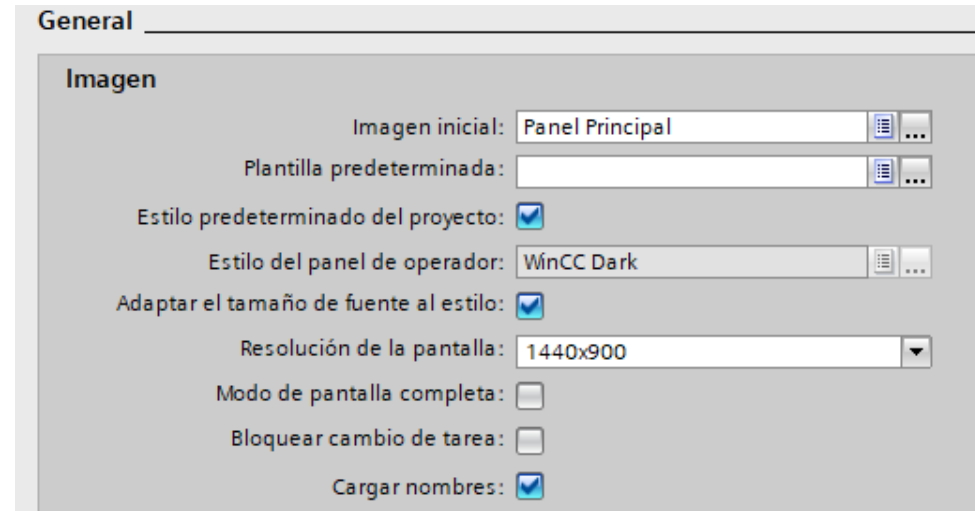 General
Imagen
Imagen inicial: Panel Principal ...
Plantilla predeterminada: ...
Estilo predeterminado del proyecto:
Estilo del panel de operador: WinCC Dark ...
Adaptar el tamaño de fuente al estilo:
Resolución de la pantalla: 1440x900
Modo de pantalla completa:
Bloquear cambio de tarea:
Cargar nombres: